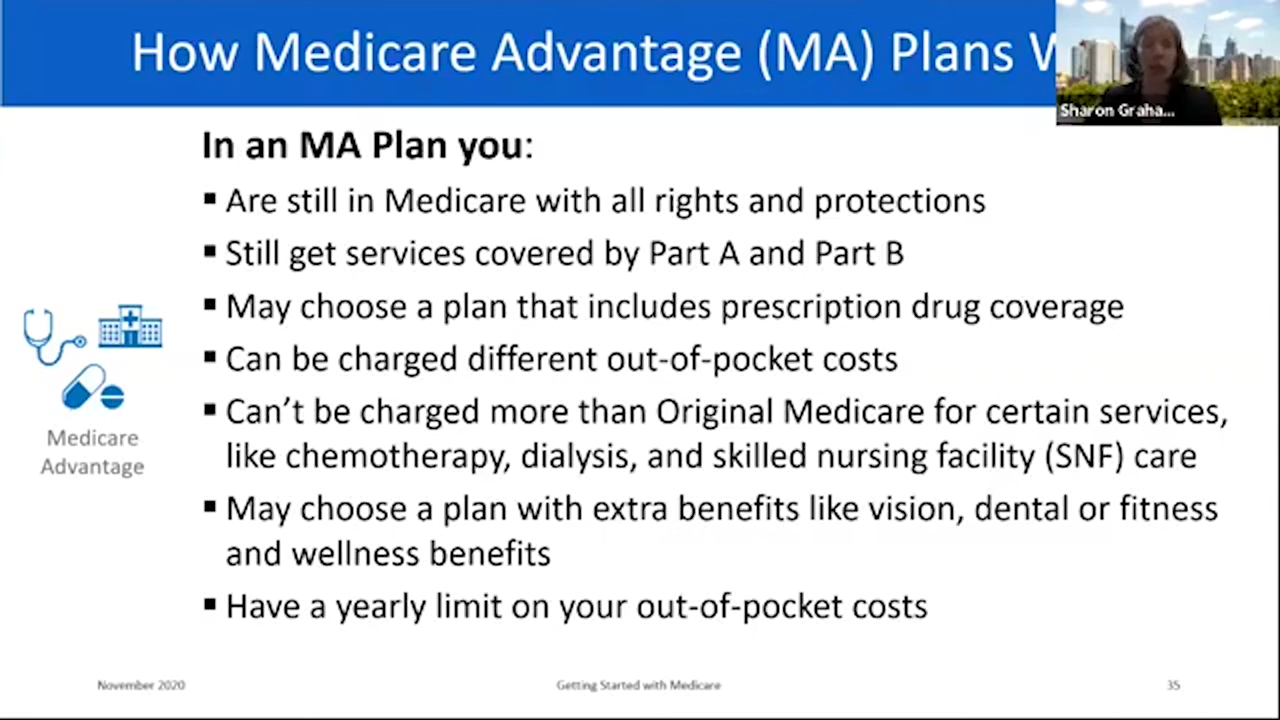 How Medicare Advantage (MA) Plans W
Sharon Graha...
In an MA Plan you:
▪ Are still in Medicare with all rights and protections
▪ Still get services covered by Part A and Part B
▪ May choose a plan that includes prescription drug coverage
▪ Can be charged different out-of-pocket costs
▪ Can't be charged more than Original Medicare for certain services,
like chemotherapy, dialysis, and skilled nursing facility (SNF) care
▪ May choose a plan with extra benefits like vision, dental or fitness
and wellness benefits
▪ Have a yearly limit on your out-of-pocket costs
Medicare
Advantage
November 2020
Getting Started with Medicare
35